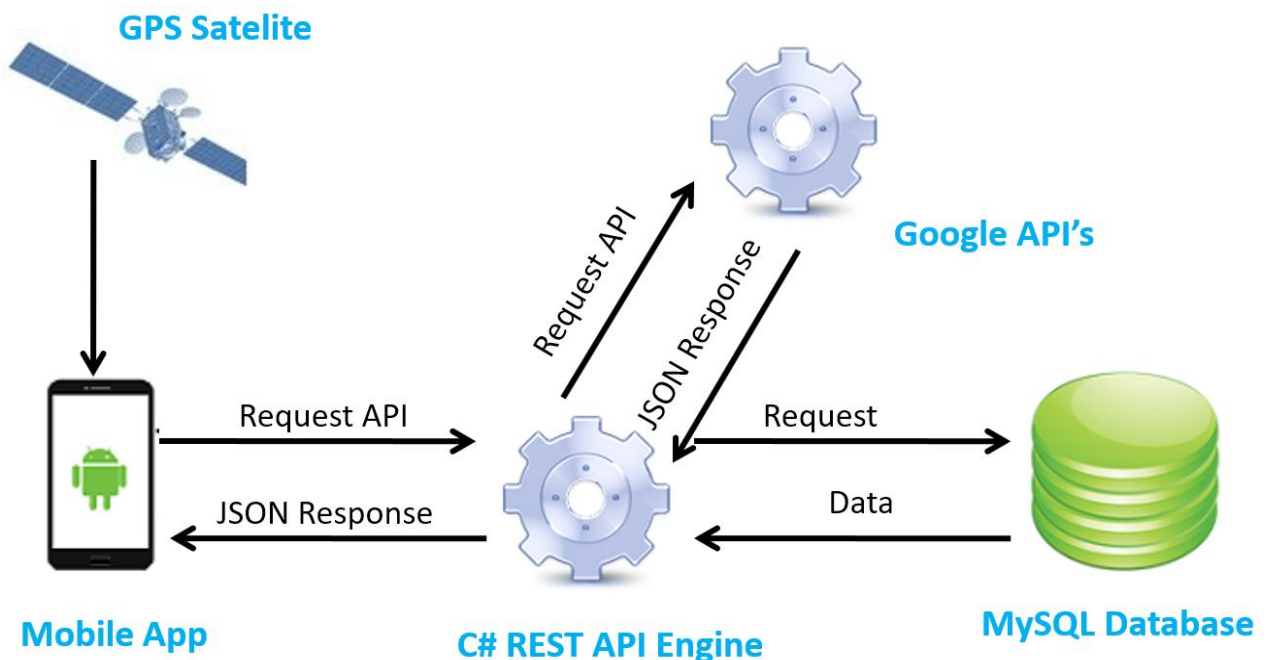 GPS Satelite
Google API's
Request API
JSON Response
Request API
Request
JSON Response
Data
Mobile App
C# REST API Engine
MySQL Database